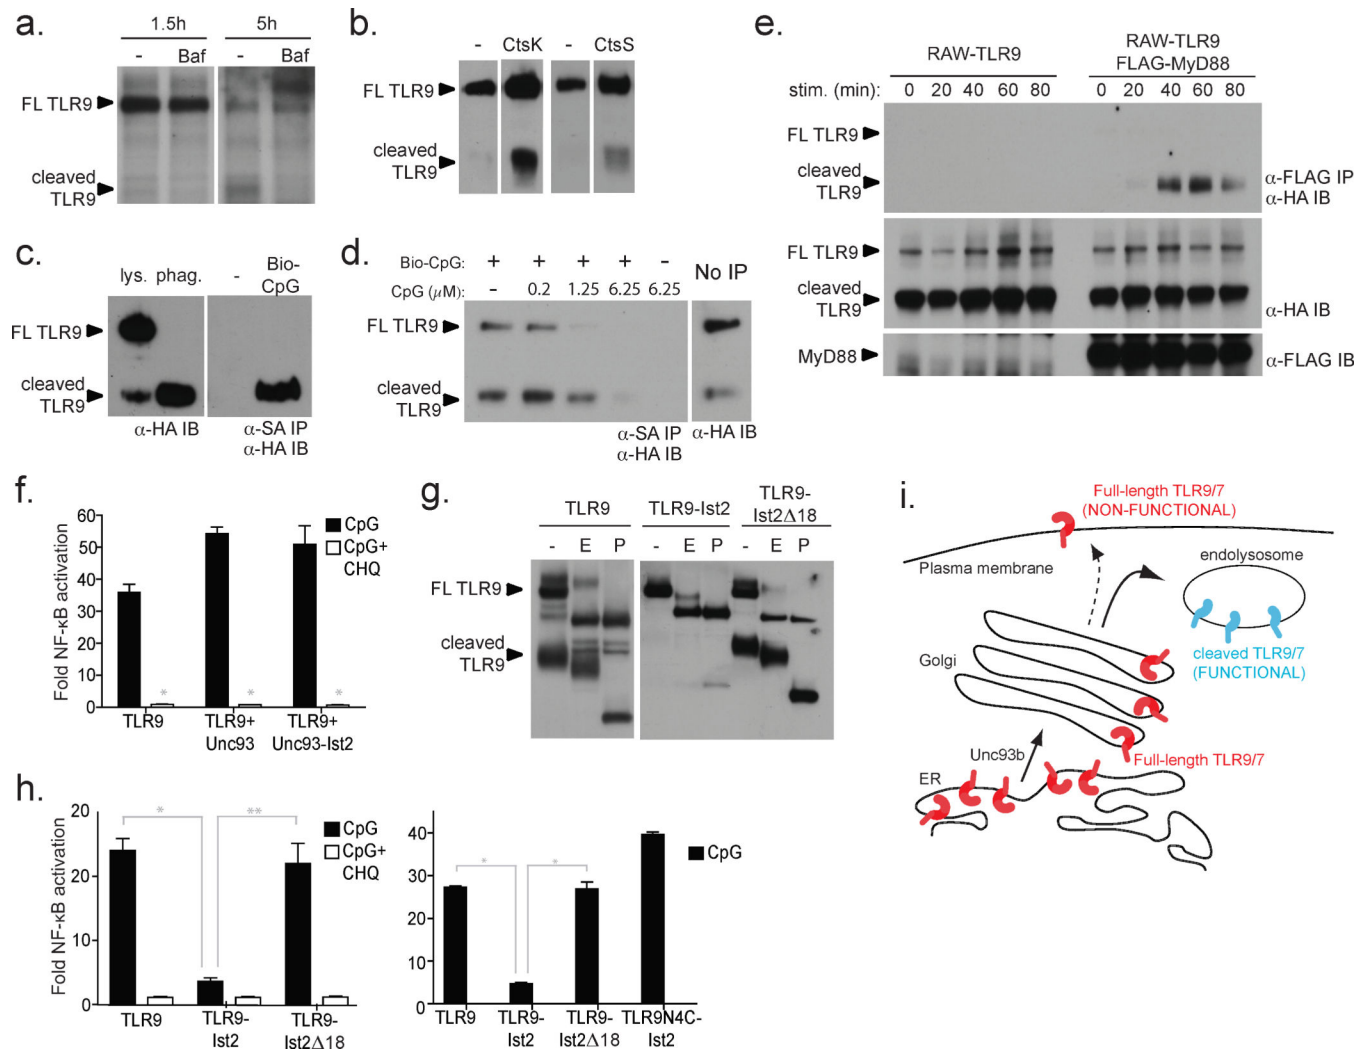 a.
1.5h 5h
- Baf - Baf
FL TLR9
cleaved
TLR9
b.
- CtsK - CtsS
FL TLR9
cleaved
TLR9
c.
lys. phag. - Bio-
CpG
FL TLR9
cleaved
TLR9
α-HA IB
α-SA IP
α-HA IB
d.
Bio-CpG: + + + + -
CpG (μM): - 0.2 1.25 6.25 6.25
No IP
FL TLR9
cleaved
TLR9
α-SA IP
α-HA IB
α-HA IB
e.
RAW-TLR9
RAW-TLR9
FLAG-MyD88
stim. (min): 0 20 40 60 80 0 20 40 60 80
FL TLR9
cleaved
TLR9
α-FLAG IP
α-HA IB
FL TLR9
cleaved
TLR9
α-HA IB
MyD88
α-FLAG IB
f.
Fold NF-κB activation
60
50
40
30
20
10
0
CpG
CpG+
CHQ
* * *
TLR9
TLR9+
Unc93
TLR9+
Unc93-Ist2
g.
TLR9 TLR9-Ist2 TLR9-
Ist2Δ18
- E P - E P - E P
FL TLR9
cleaved
TLR9
h.
Fold NF-κB activation
20
20
10
0
* **
CpG
CpG+
CHQ
TLR9
TLR9-
Ist2
TLR9-
Ist2Δ18
40
30
20
10
0
* *
CpG
TLR9
TLR9-
Ist2
TLR9-
Ist2Δ18
TLR9N4C-
Ist2
i.
Full-length TLR9/7
(NON-FUNCTIONAL)
Plasma membrane
endolysosome
cleaved TLR9/7
(FUNCTIONAL)
Golgi
Unc93b
Full-length TLR9/7
ER